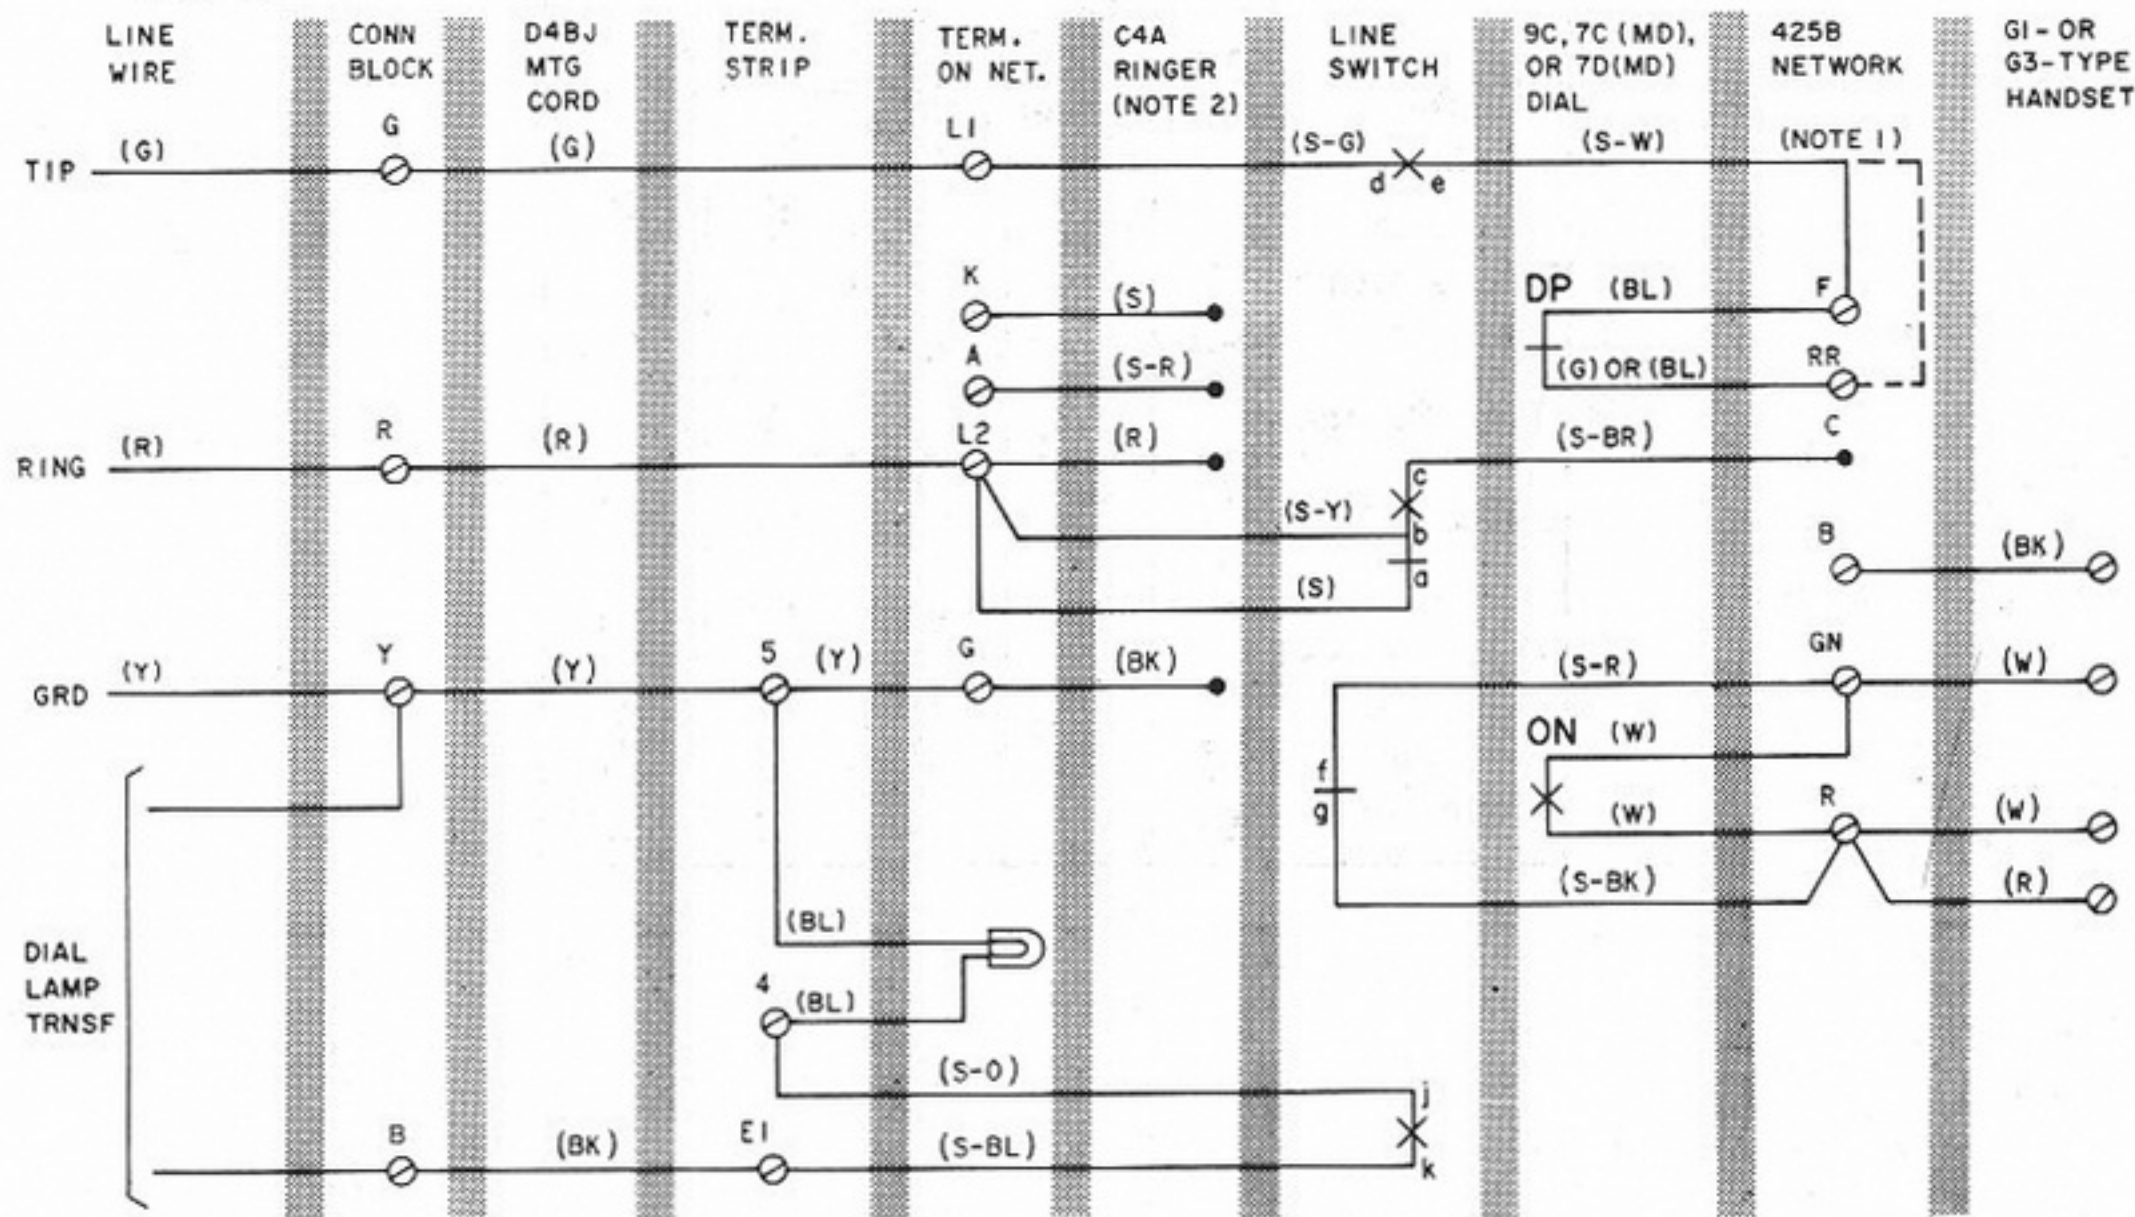 LINE WIRE
CONN BLOCK
D4BJ MTG CORD
TERM. STRIP
TERM. ON NET.
C4A RINGER (NOTE 2)
LINE SWITCH
9C, 7C (MD), OR 7D(MD) DIAL
425B NETWORK
G1- OR G3-TYPE HANDSET
TIP (G) G (G) L1 (S-G) d e (S-W) (NOTE 1)
K (S) DP (BL) F
A (S-R) (G) OR (BL) RR
RING (R) R (R) L2 (R) c (S-BR) C
(S-Y) b B (BK)
(S) a
GRD (Y) Y (Y) 5 (Y) G (BK) (S-R) GN (W)
ON (W)
f g (W) R (W)
(S-BK) (R)
DIAL LAMP TRNSF
(BL)
4 (BL)
(S-O) j
B (BK) E1 (S-BL) k